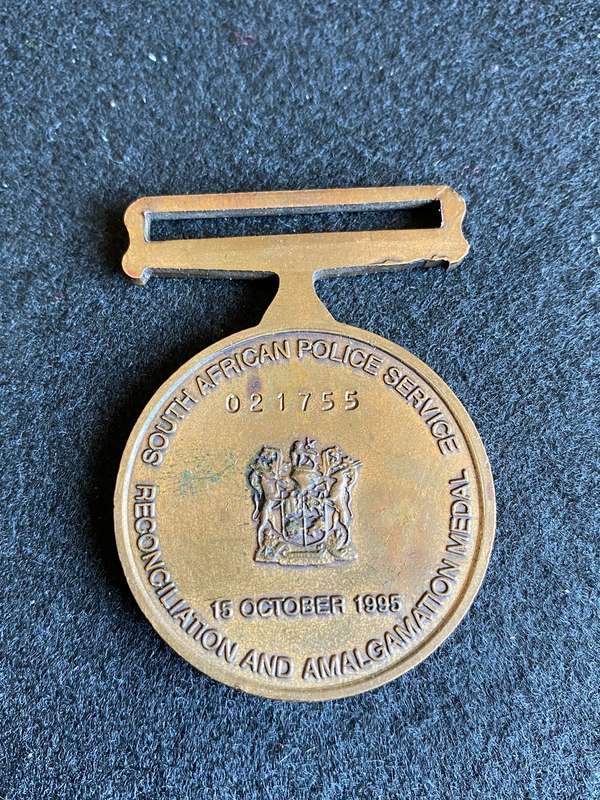 SOUTH AFRICAN POLICE SERVICE
021755
15 OCTOBER 1995
RECONCILIATION AND AMALGAMATION MEDAL